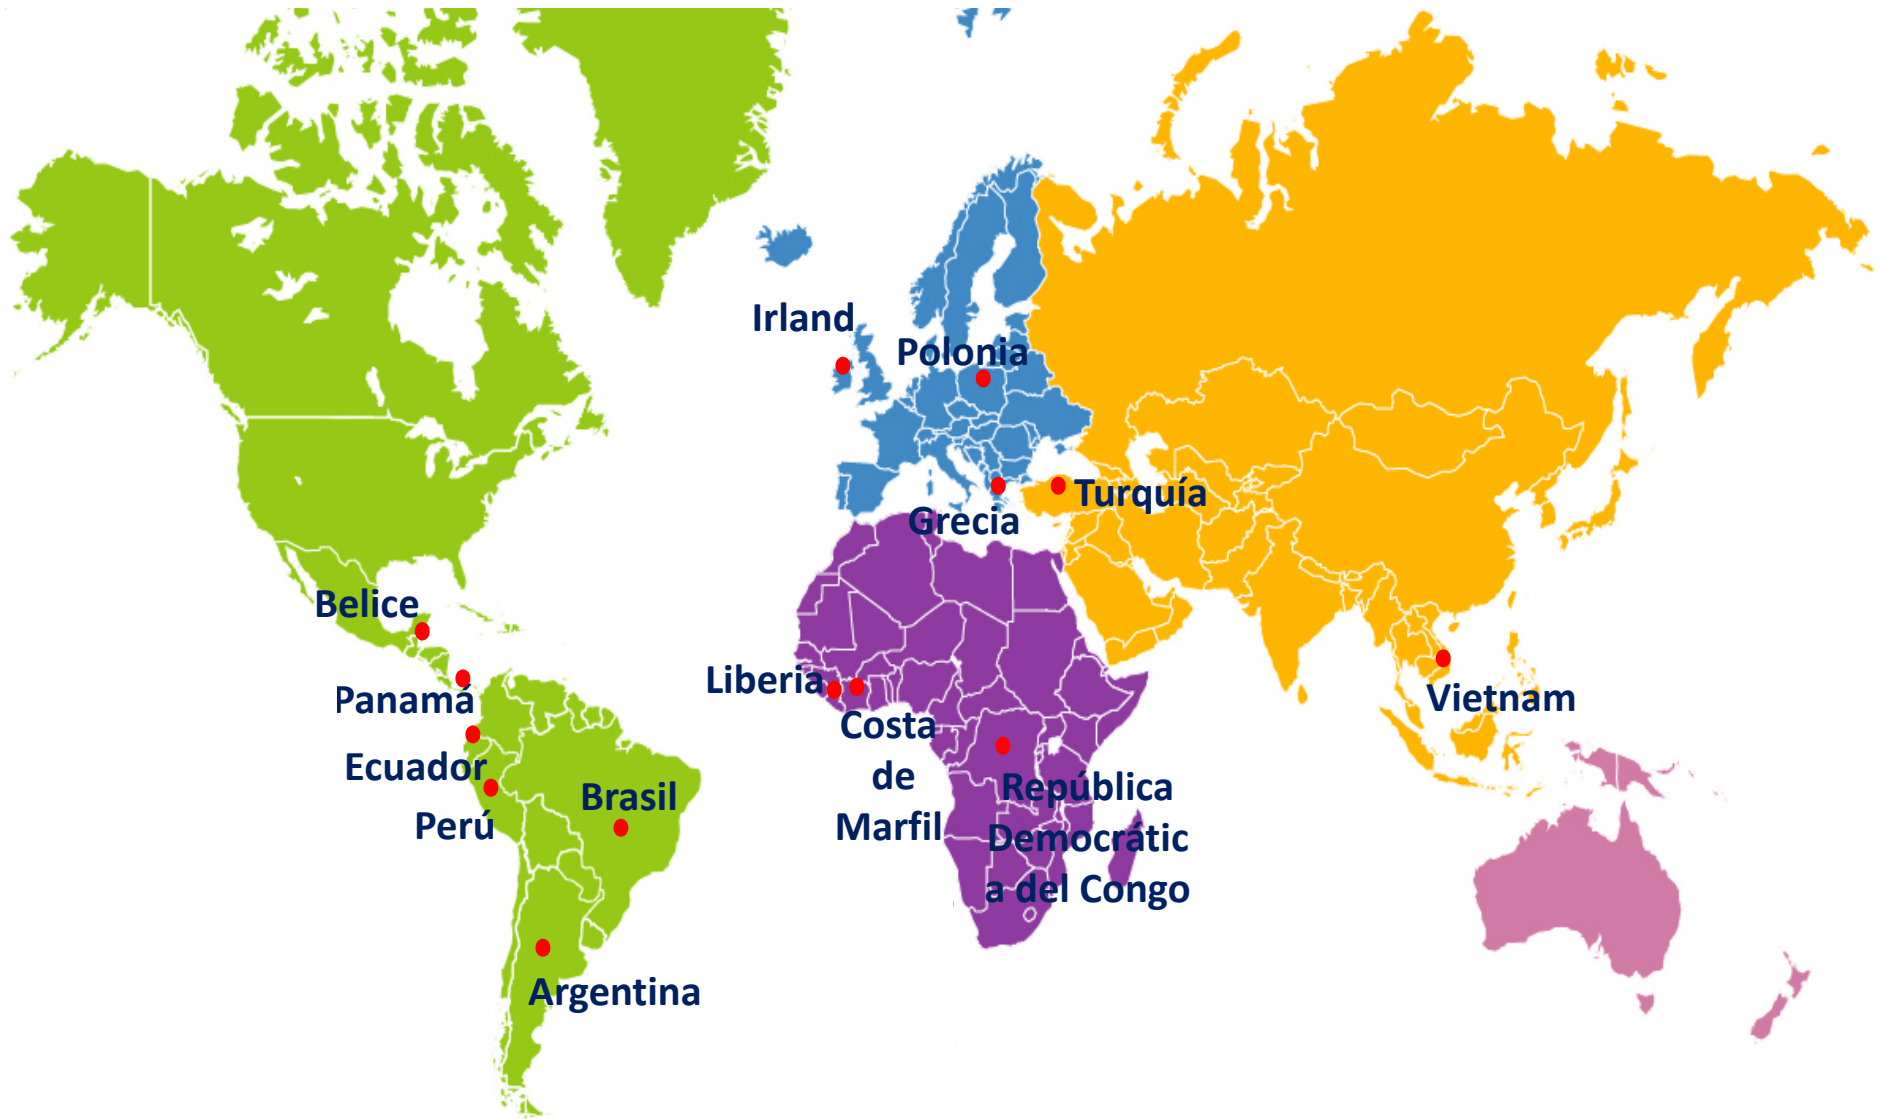 Irland
Polonia
Turquía
Grecia
Belice
Liberia
Panamá
Vietnam
Costa
de
Marfil
Ecuador
Brasil
República
Democrátic
a del Congo
Perú
Argentina